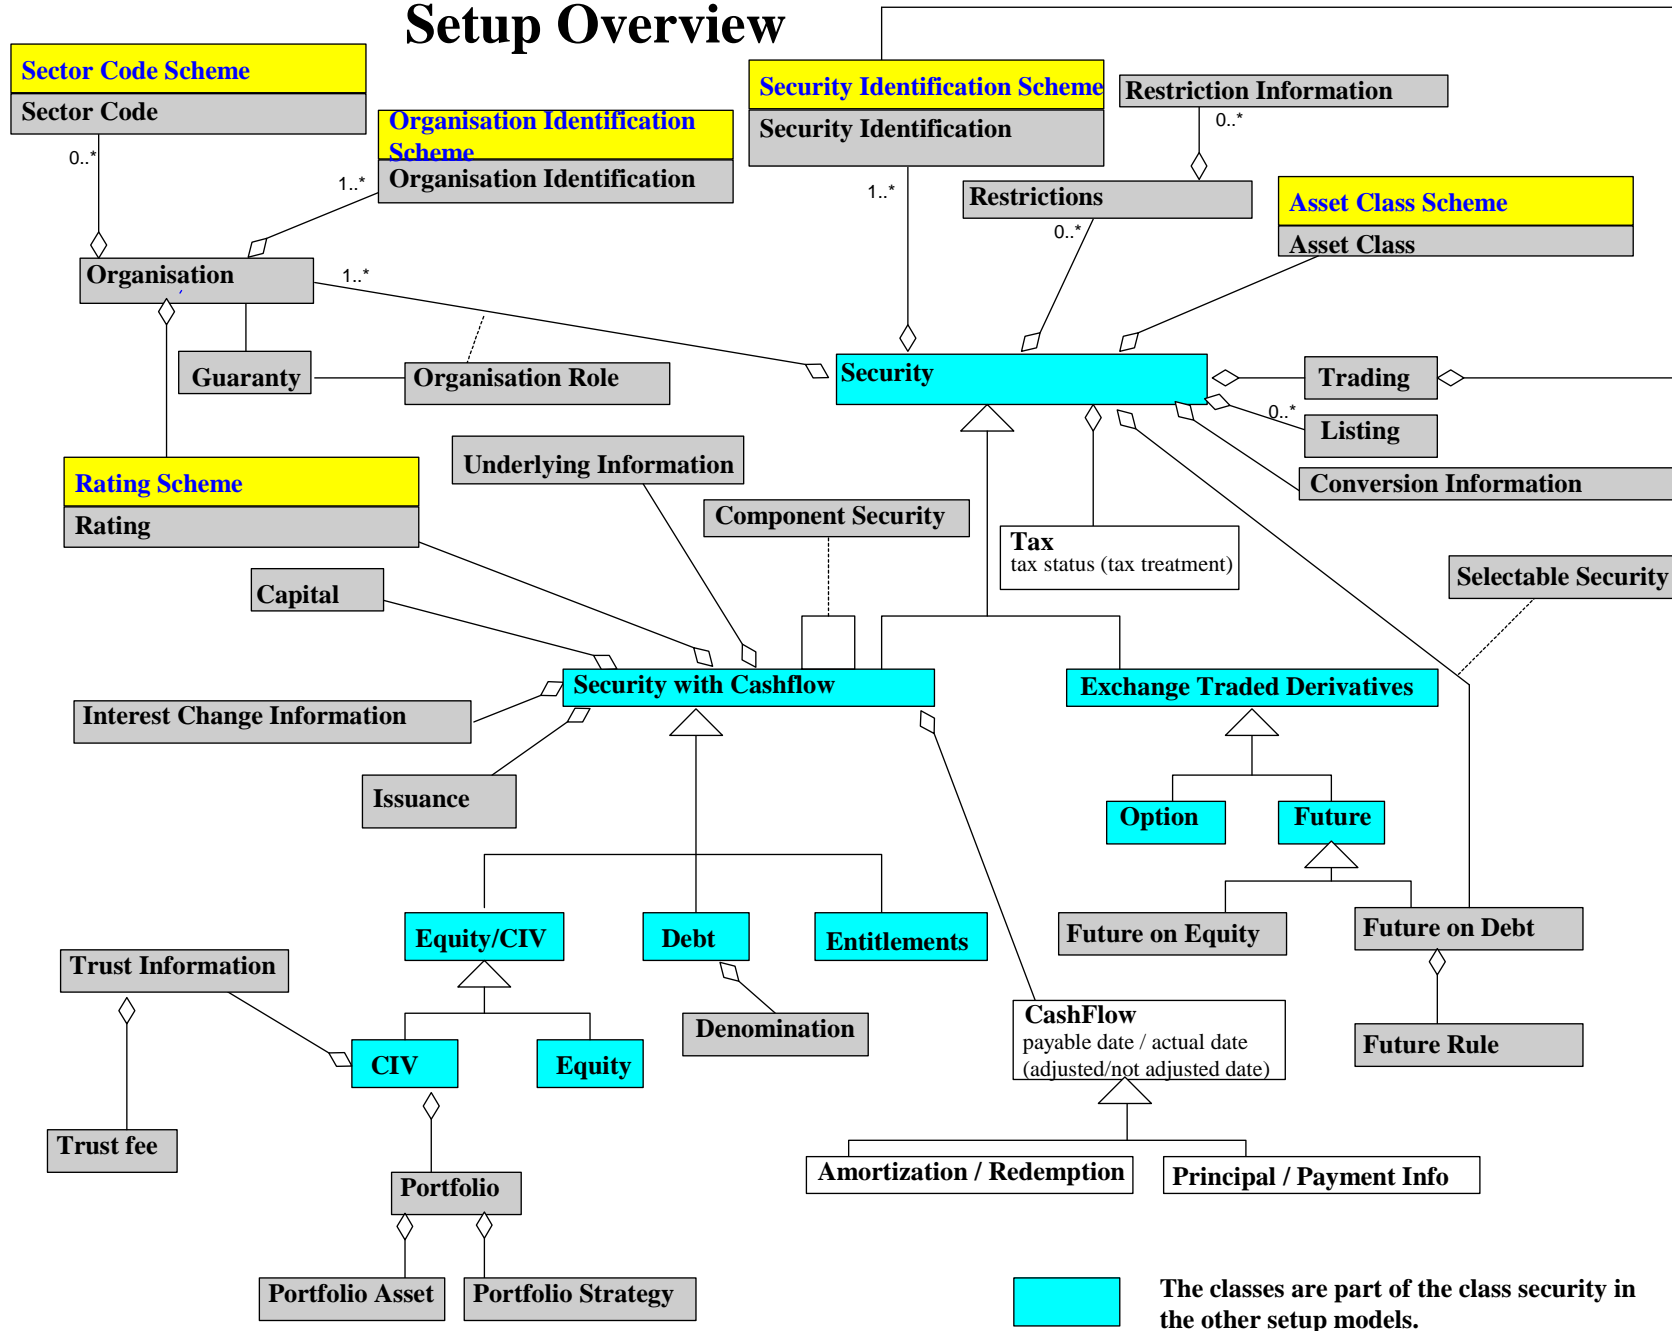 Setup Overview
Sector Code Scheme
Sector Code
0..*
Organisation Identification
Scheme
Organisation Identification
1..*
Security Identification Scheme
Security Identification
1..*
Restriction Information
0..*
Restrictions
0..*
Asset Class Scheme
Asset Class
Organisation
1..*
Guaranty
Organisation Role
Security
Trading
0..*
Listing
Conversion Information
Rating Scheme
Rating
Underlying Information
Component Security
Tax
tax status (tax treatment)
Selectable Security
Capital
Security with Cashflow
Exchange Traded Derivatives
Interest Change Information
Issuance
Option
Future
Equity/CIV
Debt
Entitlements
Future on Equity
Future on Debt
Trust Information
Denomination
CashFlow
payable date / actual date
(adjusted/not adjusted date)
Future Rule
CIV
Equity
Trust fee
Amortization / Redemption
Principal / Payment Info
Portfolio
Portfolio Asset
Portfolio Strategy
The classes are part of the class security in
the other setup models.